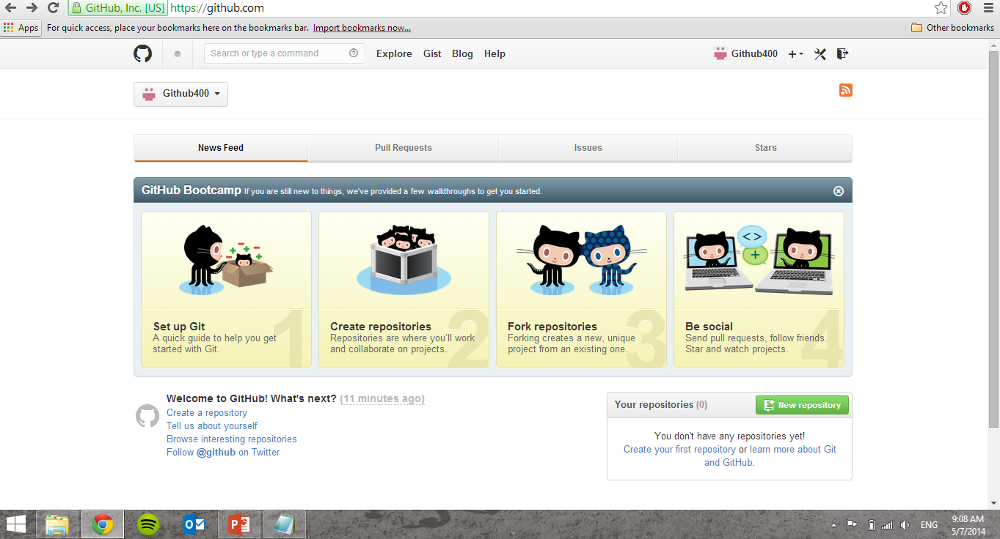 GitHub, Inc. [US] https://github.com
Apps For quick access, place your bookmarks here on the bookmarks bar. Import bookmarks now... Other bookmarks
Search or type a command Explore Gist Blog Help Github400
Github400
News Feed Pull Requests Issues Stars
GitHub Bootcamp If you are still new to things, we've provided a few walkthroughs to get you started.
1
Set up Git
A quick guide to help you get
started with Git.
2
Create repositories
Repositories are where you'll work
and collaborate on projects.
3
Fork repositories
Forking creates a new, unique
project from an existing one.
4
Be social
Send pull requests, follow friends.
Star and watch projects.
Welcome to GitHub! What's next? (11 minutes ago)
Create a repository
Tell us about yourself
Browse interesting repositories
Follow @github on Twitter
Your repositories (0) New repository
You don't have any repositories yet!
Create your first repository or learn more about Git
and GitHub.
ENG
9:08 AM
5/7/2014